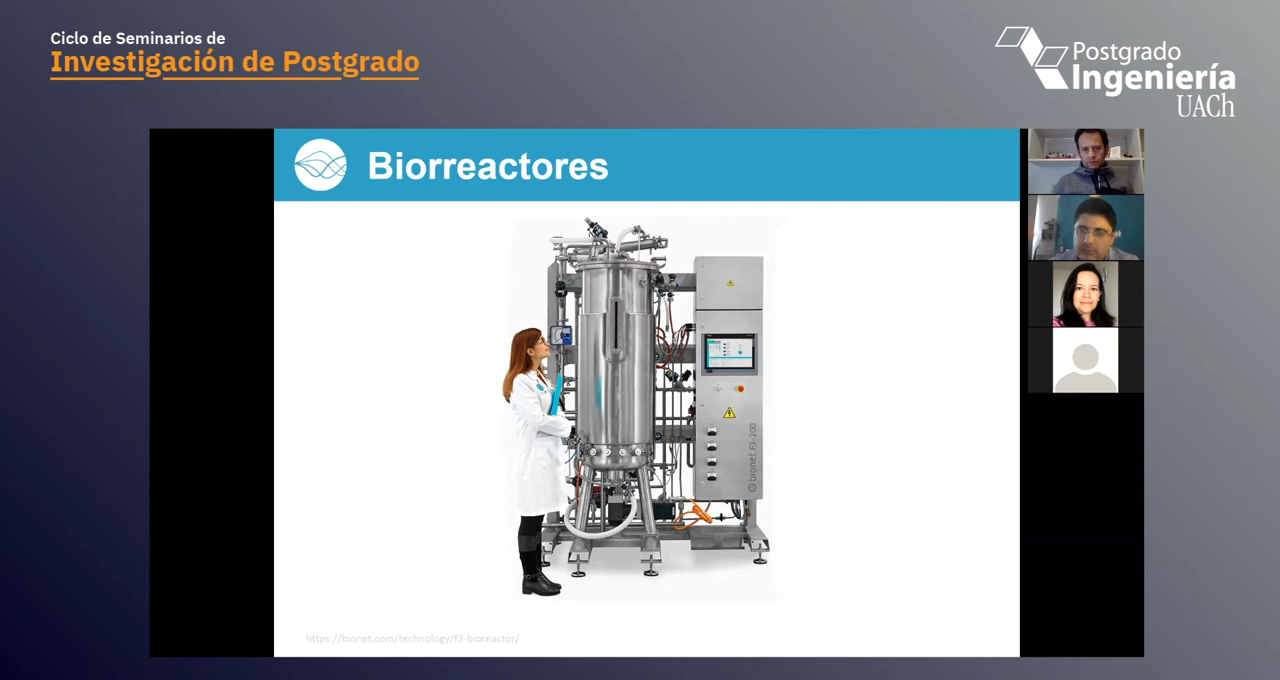 Ciclo de Seminarios de
Investigación de Postgrado
Postgrado
Ingeniería
UACh
Biorreactores
bionet F3-200
https://bionet.com/technology/f3-bioreactor/